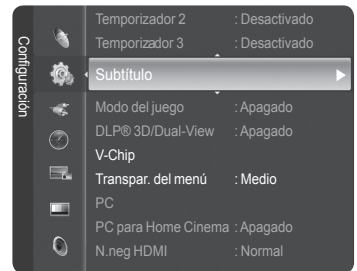 Configuración
Temporizador 2 : Desactivado
Temporizador 3 : Desactivado
Subtítulo
Modo del juego : Apagado
DLP® 3D/Dual-View : Apagado
V-Chip
Transpar. del menú : Medio
PC
PC para Home Cinema : Apagado
N.neg HDMI : Normal